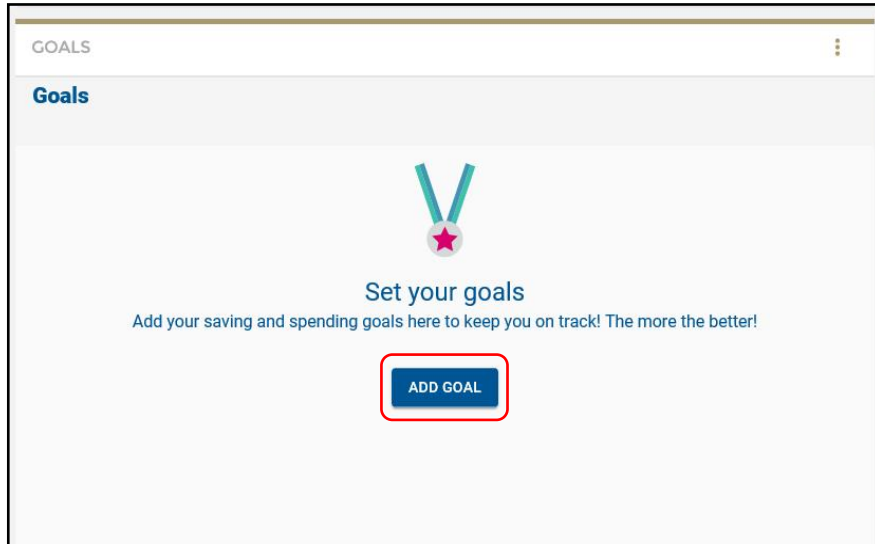 GOALS
Goals
Set your goals
Add your saving and spending goals here to keep you on track! The more the better!
ADD GOAL